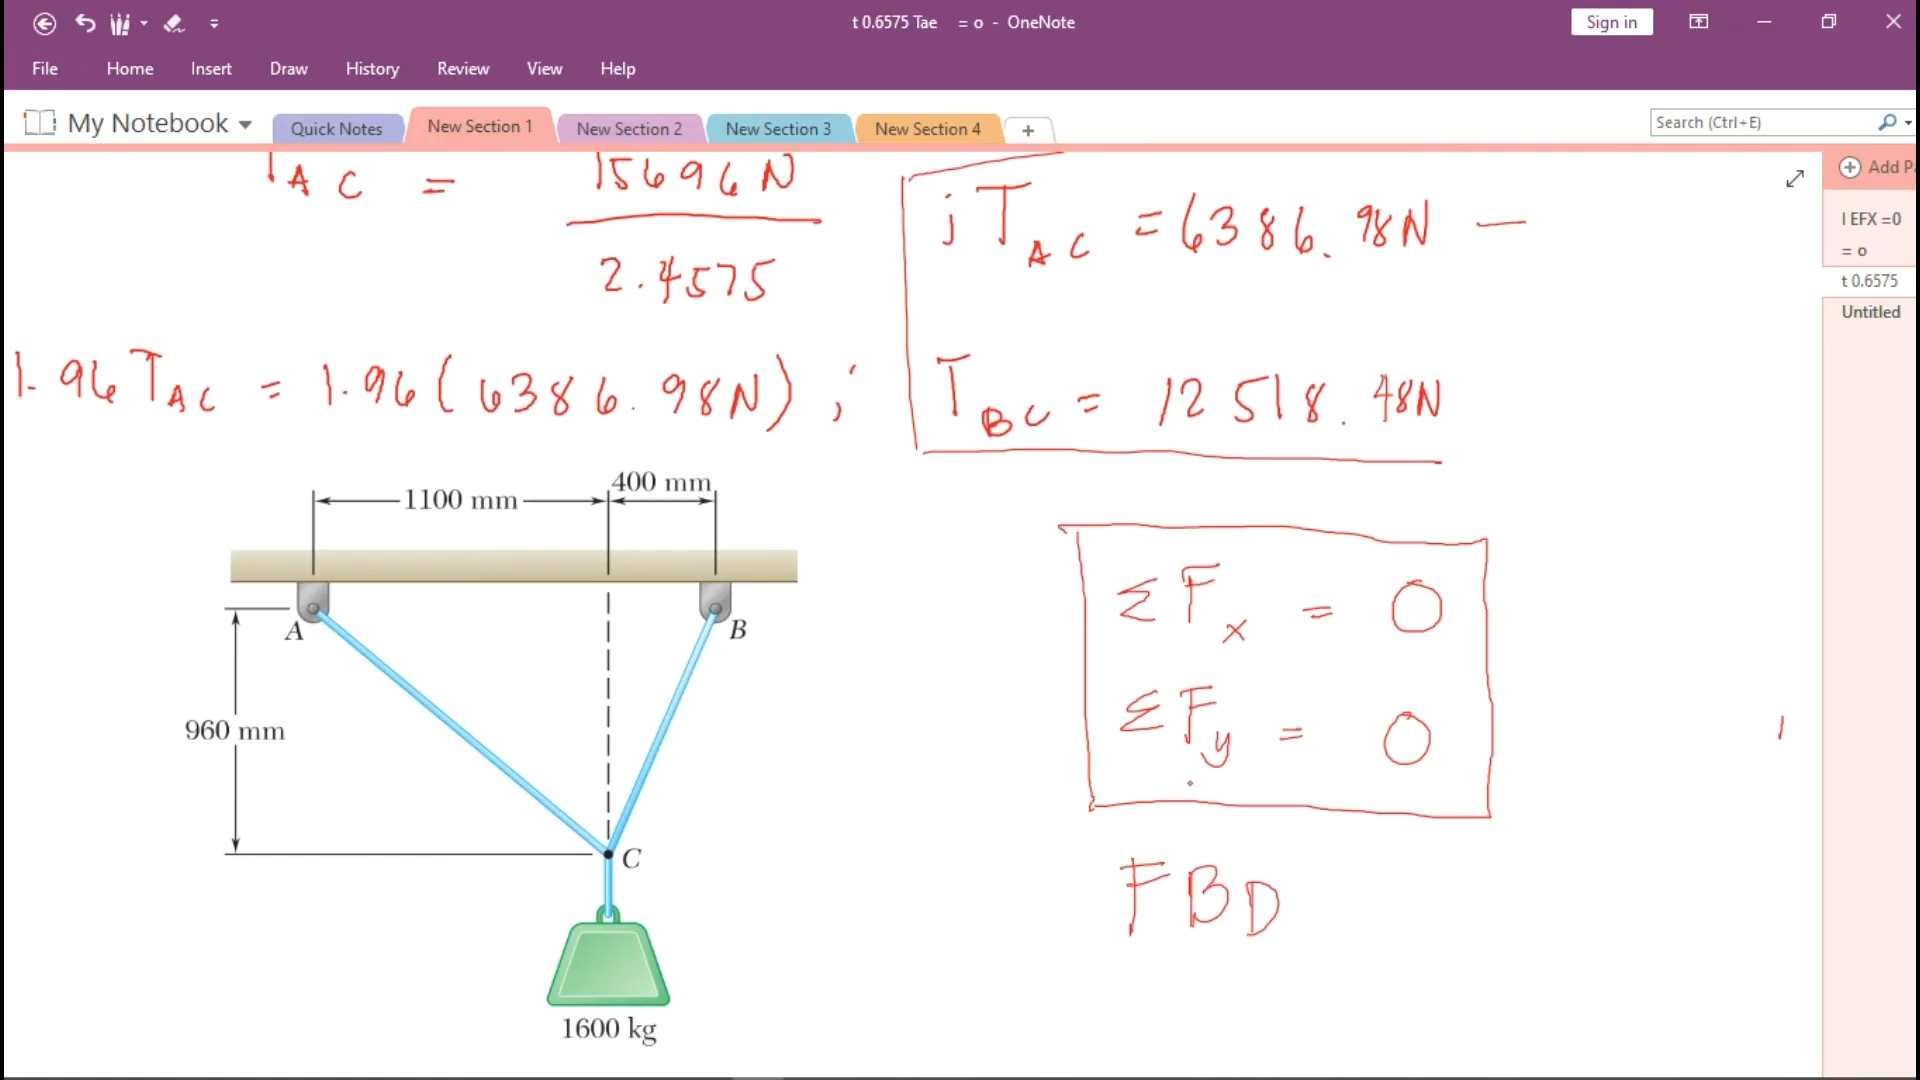 t 0.6575 Tae = o - OneNote
Sign in
File Home Insert Draw History Review View Help
My Notebook
Quick Notes
New Section 1
New Section 2
New Section 3
New Section 4
+
Search (Ctrl+E)
Add P
I EFX =0
= o
t 0.6575
Untitled
TAC = 15696N
2.4575
jTAC = 6386.98N —
1.96TAC = 1.96(6386.98N) ;
TBC = 12518.48N
1100 mm
400 mm
A
B
960 mm
C
1600 kg
ΣFx = 0
ΣFy = 0
FBD